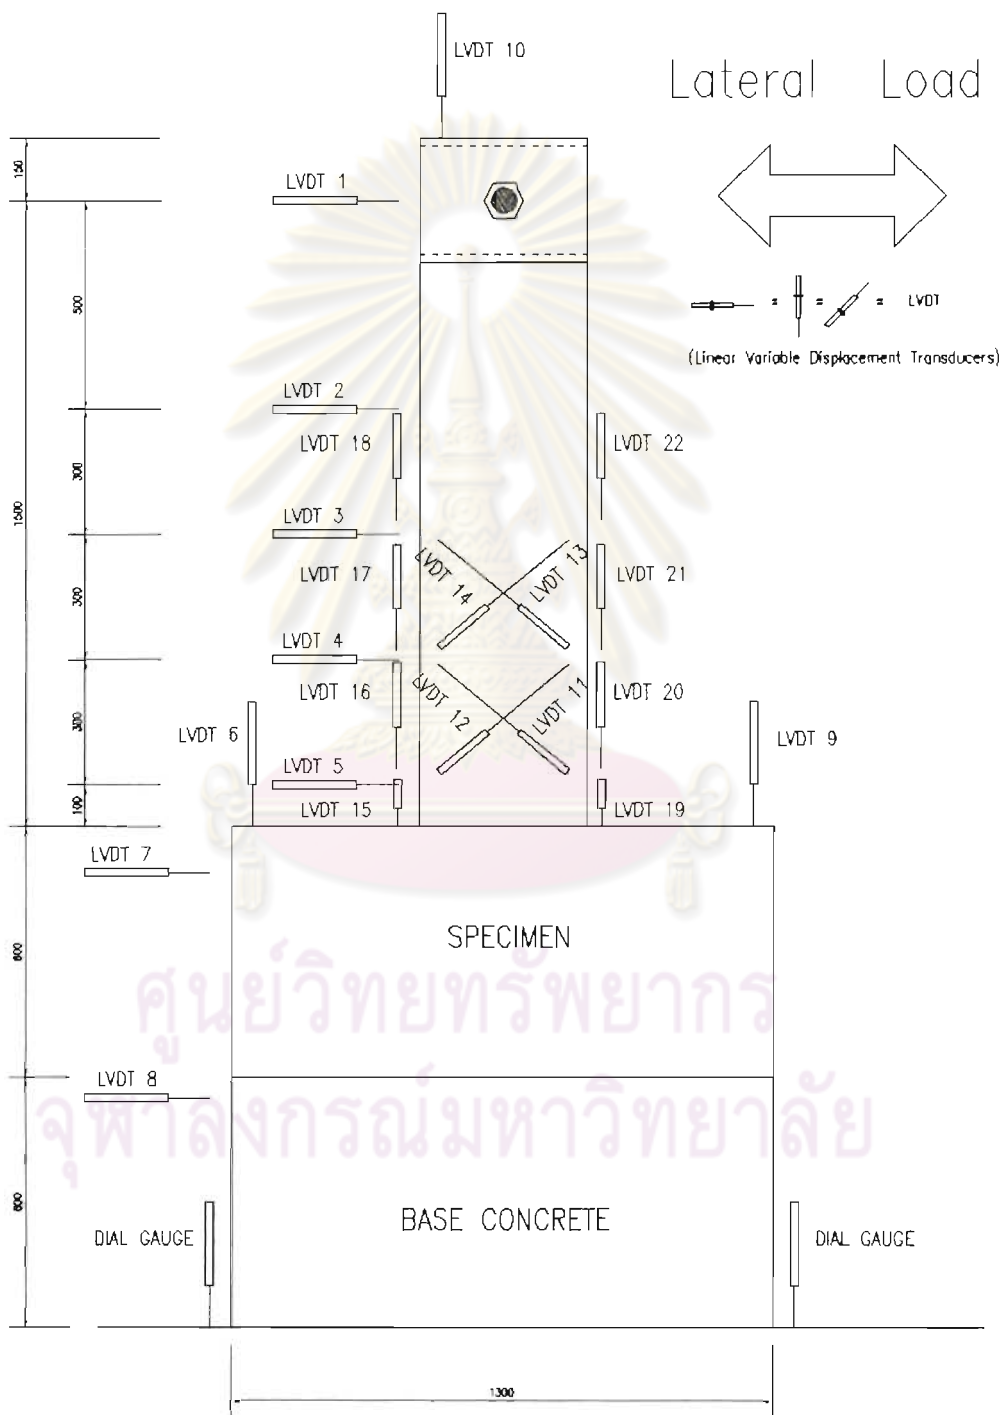 LVDT 10
Lateral Load
150
LVDT 1
500
= = = LVDT
(Linear Variable Displacement Transducers)
LVDT 2
LVDT 18
LVDT 22
300
1500
LVDT 3
LVDT 17
LVDT 14
LVDT 13
LVDT 21
300
LVDT 4
LVDT 16
LVDT 12
LVDT 11
LVDT 20
300
LVDT 6
LVDT 9
LVDT 5
LVDT 15
LVDT 19
100
LVDT 7
600
SPECIMEN
ศูนย์วิทยทรัพยากร
LVDT 8
จุฬาลงกรณ์มหาวิทยาลัย
600
BASE CONCRETE
DIAL GAUGE
DIAL GAUGE
1300